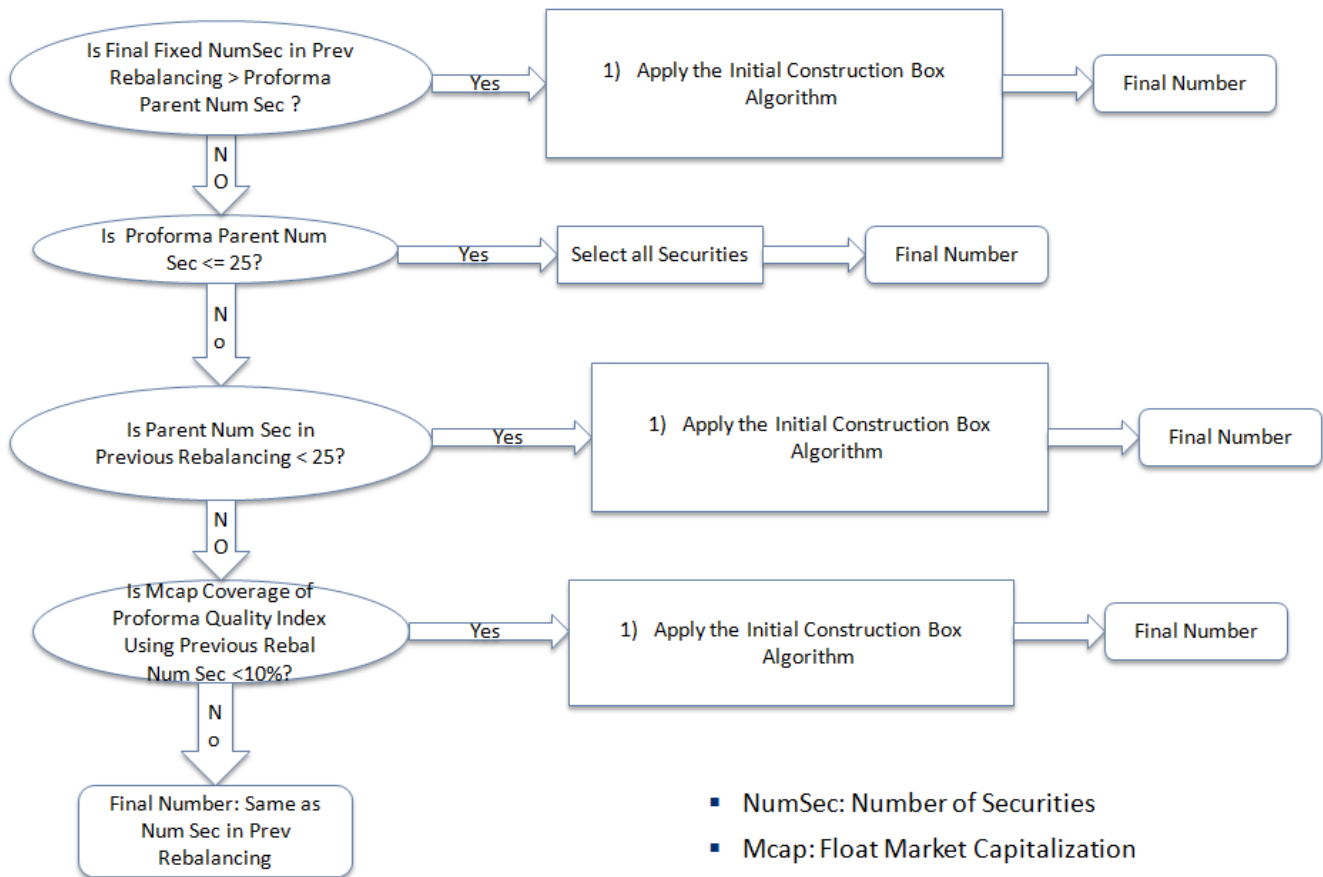 Is Final Fixed NumSec in Prev
Rebalancing > Proforma
Parent Num Sec ?
Yes
1) Apply the Initial Construction Box
Algorithm
Final Number
N
O
Is Proforma Parent Num
Sec <= 25?
Yes
Select all Securities
Final Number
N
o
Is Parent Num Sec in
Previous Rebalancing < 25?
Yes
1) Apply the Initial Construction Box
Algorithm
Final Number
N
O
Is Mcap Coverage of
Proforma Quality Index
Using Previous Rebal
Num Sec <10%?
Yes
1) Apply the Initial Construction Box
Algorithm
Final Number
N
o
Final Number: Same as
Num Sec in Prev
Rebalancing
▪ NumSec: Number of Securities
▪ Mcap: Float Market Capitalization